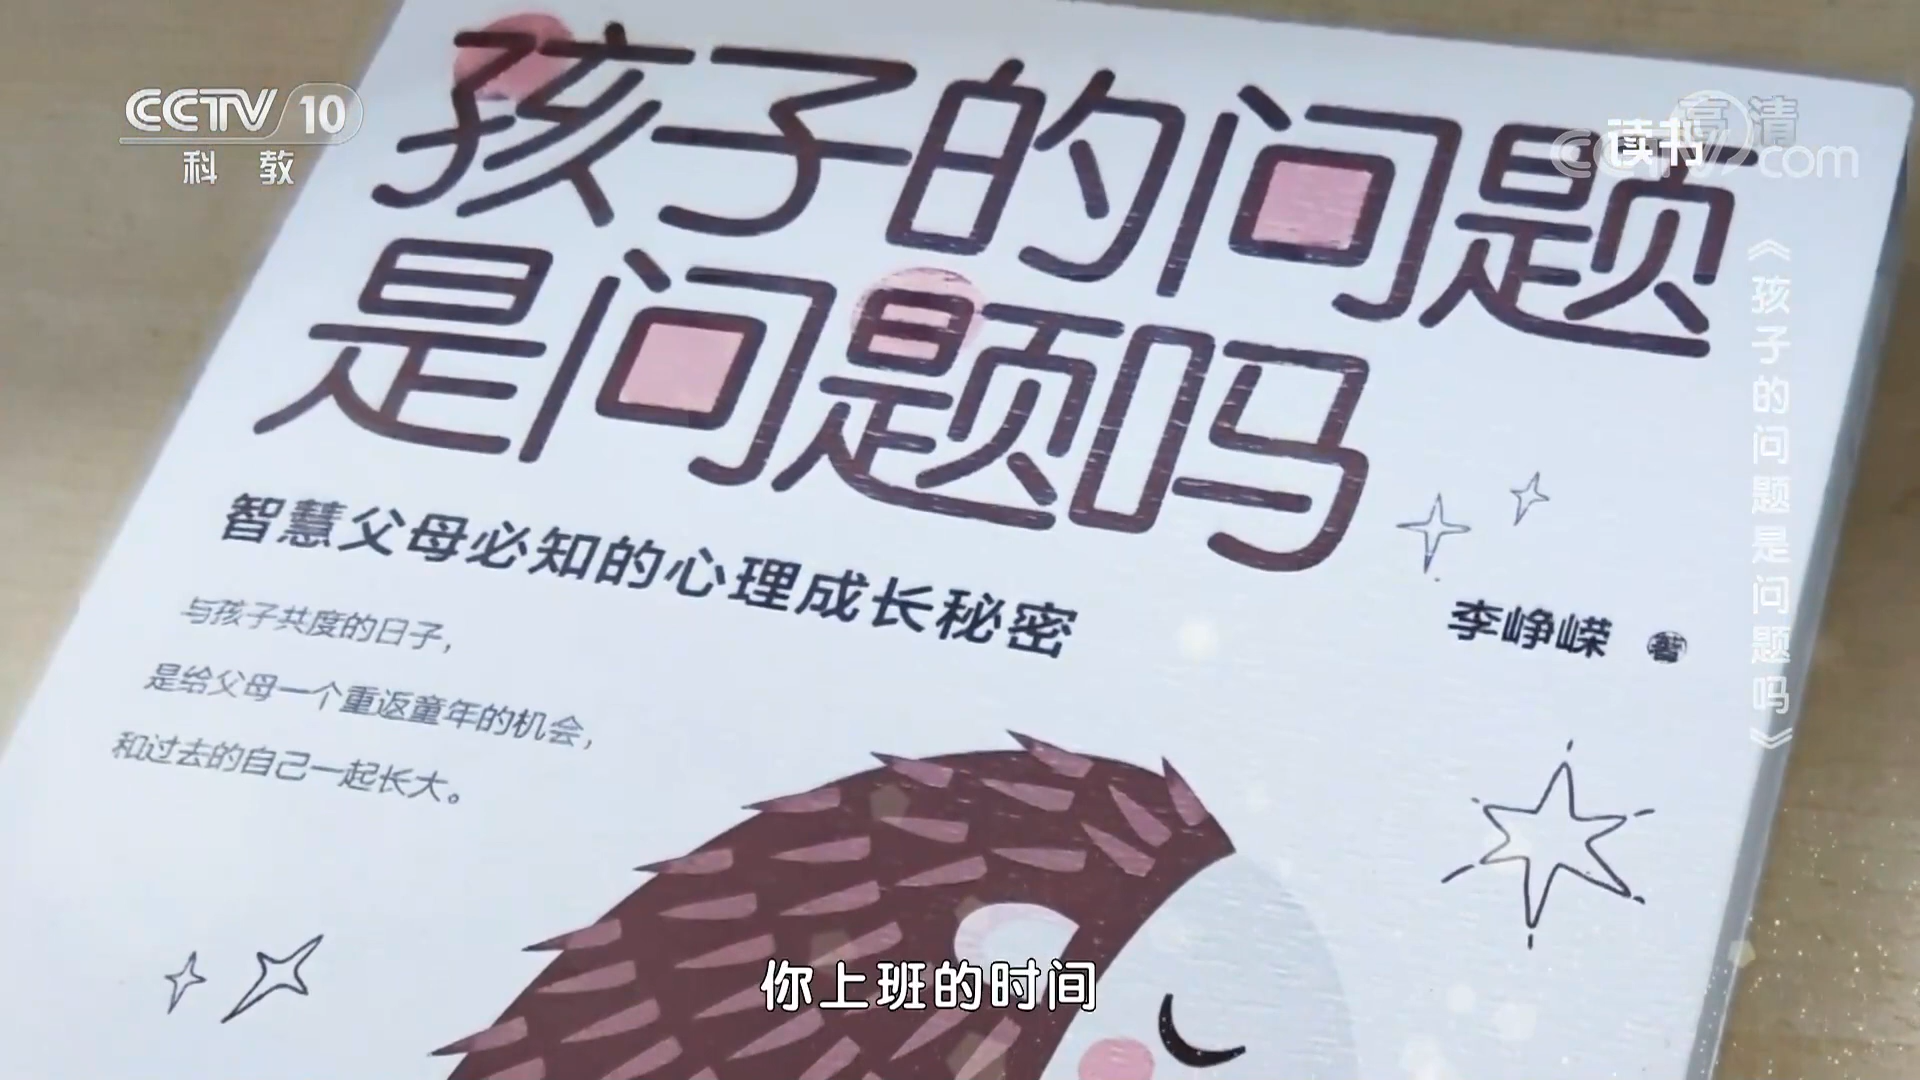 CCTV 10
科教
高清
读书
CCTV.com
孩子的问题
是问题吗
智慧父母必知的心理成长秘密
李峥嵘 著
与孩子共度的日子，
是给父母一个重返童年的机会，
和过去的自己一起长大。
《孩子的问题是问题吗》
你上班的时间